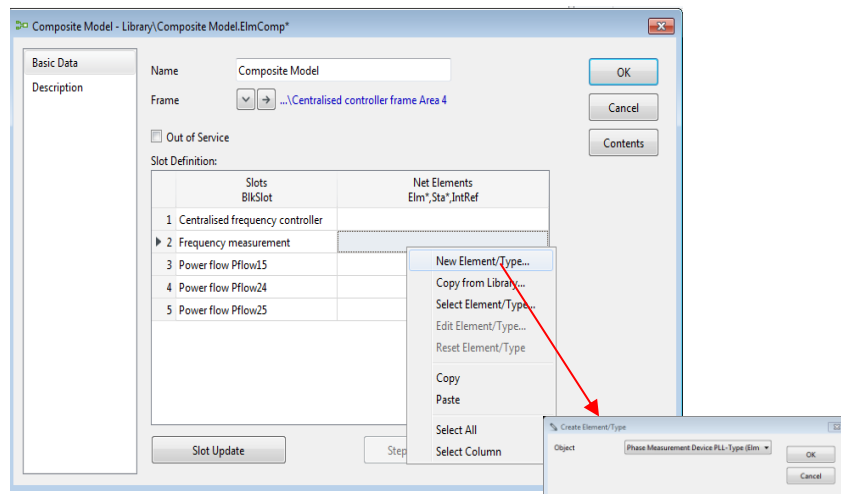 Composite Model - Library\Composite Model.ElmComp*
Basic Data
Description
Name Composite Model
Frame ...\Centralised controller frame Area 4
Out of Service
Slot Definition:
Slots
BlkSlot
Net Elements
Elm*,Sta*,IntRef
1 Centralised frequency controller
2 Frequency measurement
3 Power flow Pflow15
4 Power flow Pflow24
5 Power flow Pflow25
OK
Cancel
Contents
New Element/Type...
Copy from Library...
Select Element/Type...
Edit Element/Type...
Reset Element/Type
Copy
Paste
Select All
Select Column
Slot Update
Step
Create Element/Type
Object Phase Measurement Device PLL-Type (Elm
OK
Cancel